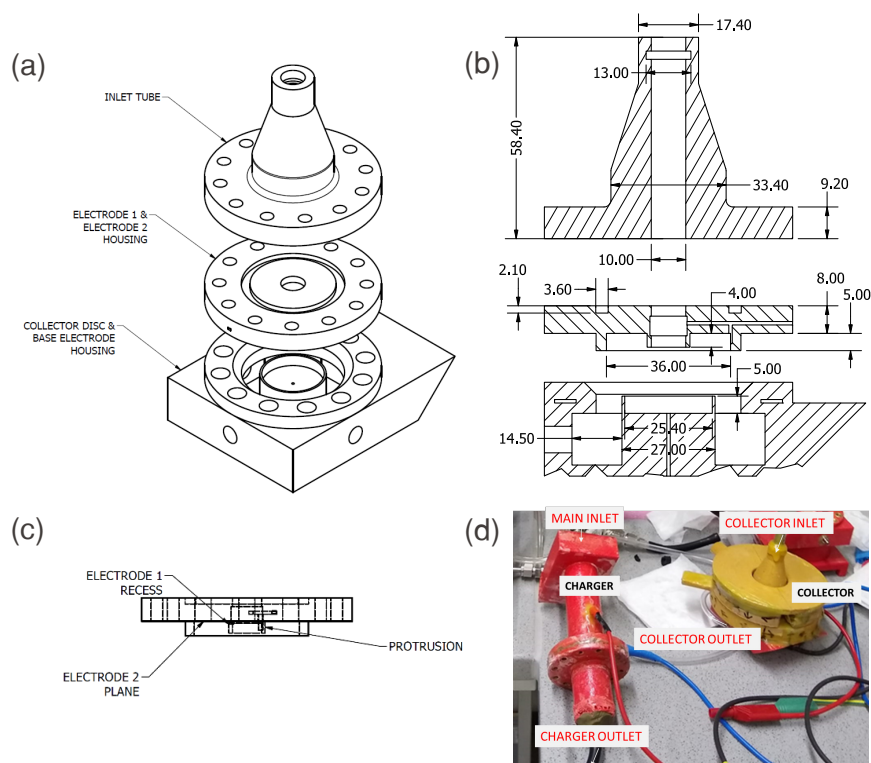 (a)
INLET TUBE
ELECTRODE 1 &
ELECTRODE 2
HOUSING
COLLECTOR DISC &
BASE ELECTRODE
HOUSING
(b)
17.40
13.00
58.40
33.40
9.20
10.00
2.10
3.60
4.00
8.00
5.00
36.00
5.00
14.50
25.40
27.00
(c)
ELECTRODE 1
RECESS
PROTRUSION
ELECTRODE 2
PLANE
(d)
MAIN INLET
COLLECTOR INLET
CHARGER
COLLECTOR
COLLECTOR OUTLET
CHARGER OUTLET